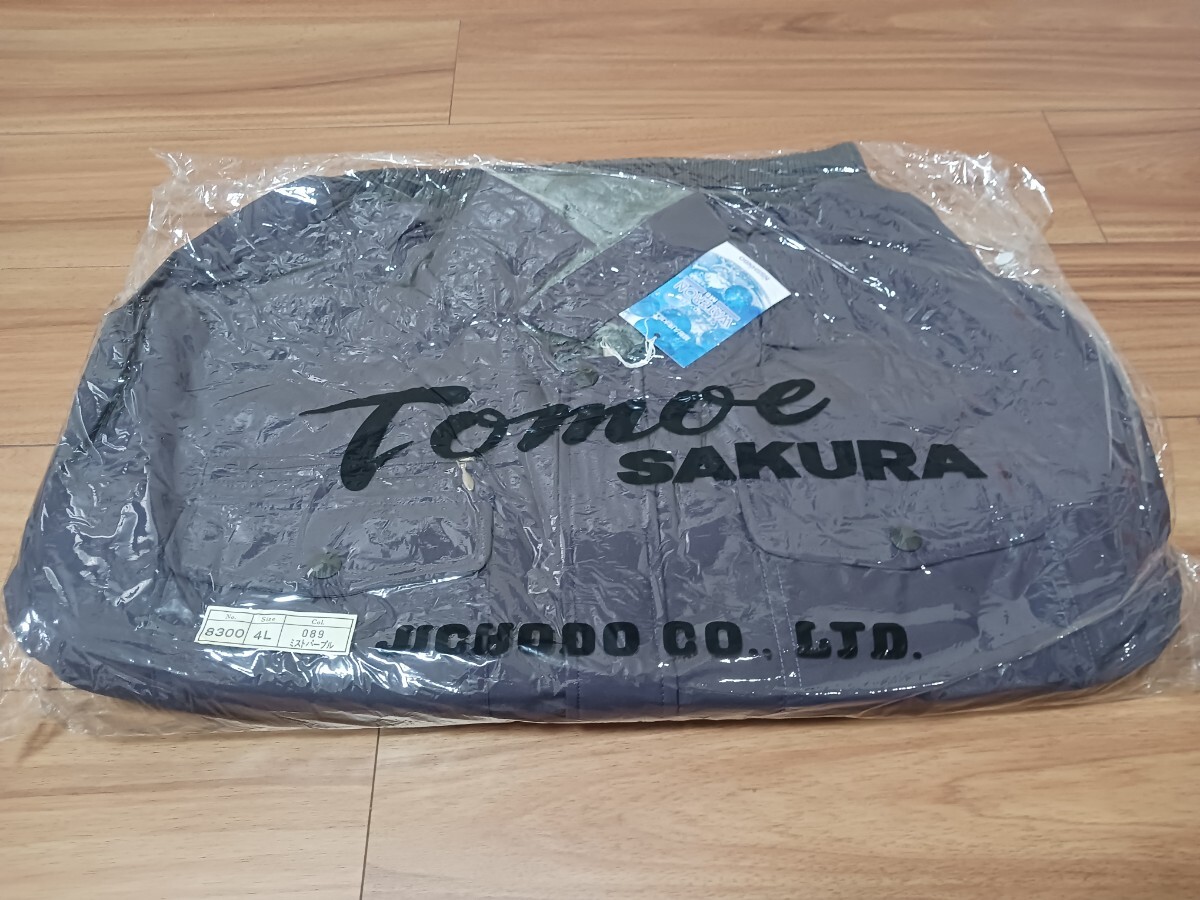 Tomoe
SAKURA
No. Size Col.
8300 4L 089
ミストパープル
JICHODO CO., LTD.